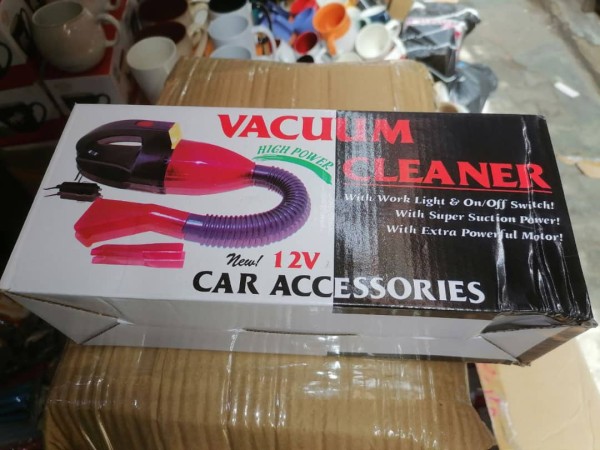 VACUUM
HIGH POWER
CLEANER
With Work Light & On/Off Switch!
With Super Suction Power!
With Extra Powerful Motor!
New! 12V
CAR ACCESSORIES